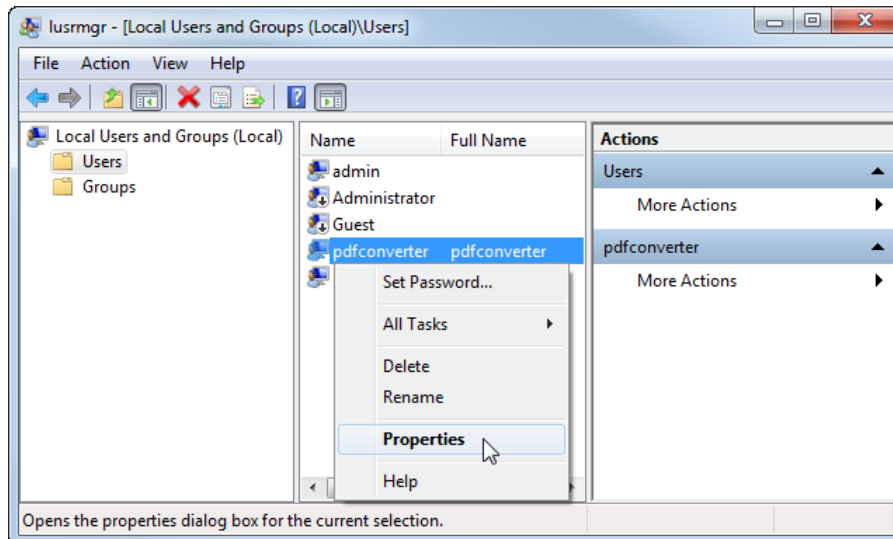 lusrmgr - [Local Users and Groups (Local)\Users]
File Action View Help
Local Users and Groups (Local)
Users
Groups
Name Full Name
admin
Administrator
Guest
pdfconverter pdfconverter
Set Password...
All Tasks
Delete
Rename
Properties
Help
Actions
Users
More Actions
pdfconverter
More Actions
Opens the properties dialog box for the current selection.